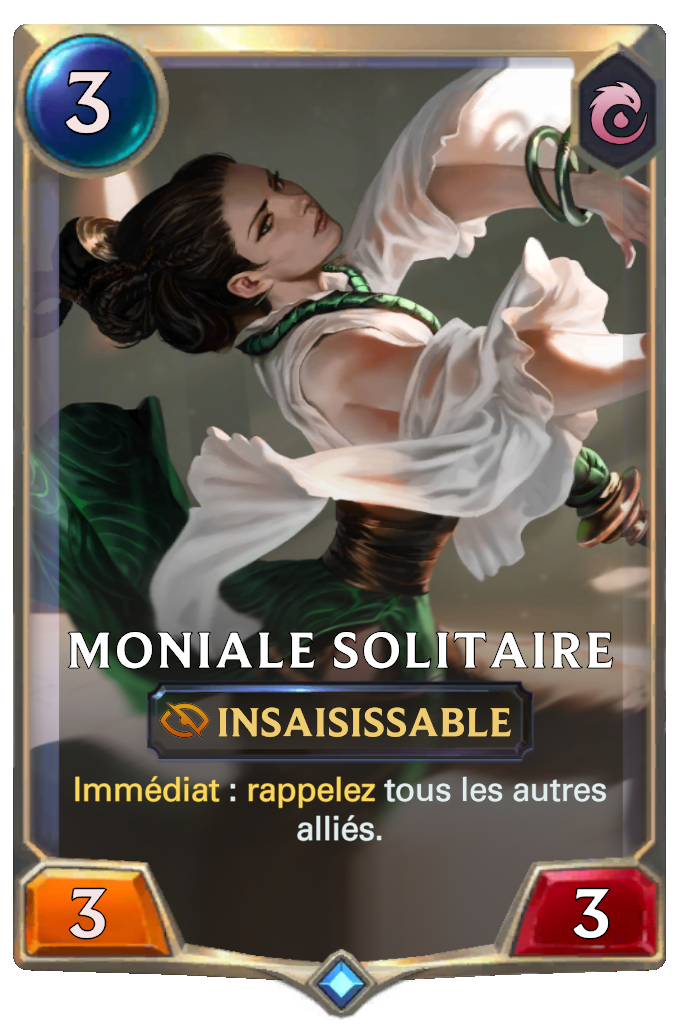 3
MONIALE SOLITAIRE
INSAISISSABLE
Immédiat : rappelez tous les autres
alliés.
3 3